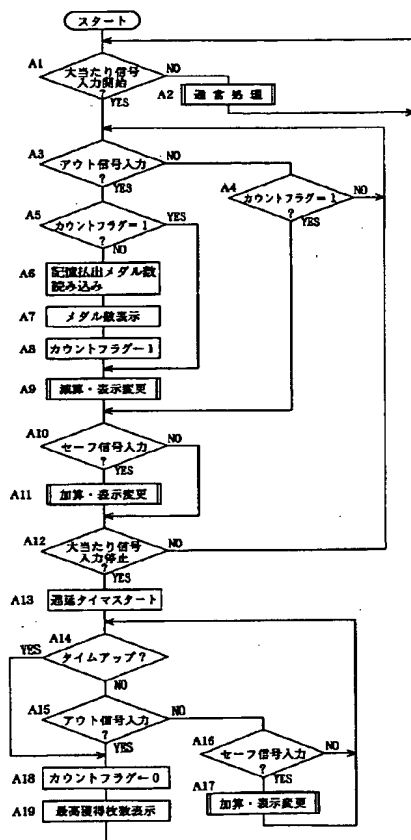 スタート
A1
大当たり信号
入力開始
?
NO
YES
A2
通常処理
A3
アウト信号入力
?
NO
YES
A4
カウントフラグ=1
?
NO
YES
A5
カウントフラグ=1
?
YES
NO
A6
記憶払出メダル数
読み込み
A7
メダル数表示
A8
カウントフラグ←1
A9
減算・表示変更
A10
セーフ信号入力
?
NO
YES
A11
加算・表示変更
A12
大当たり信号
入力停止
?
NO
YES
A13
遅延タイマスタート
A14
タイムアップ?
YES
NO
A15
アウト信号入力
?
NO
YES
A16
セーフ信号入力
?
NO
YES
A17
加算・表示変更
A18
カウントフラグ←0
A19
最高獲得枚数表示